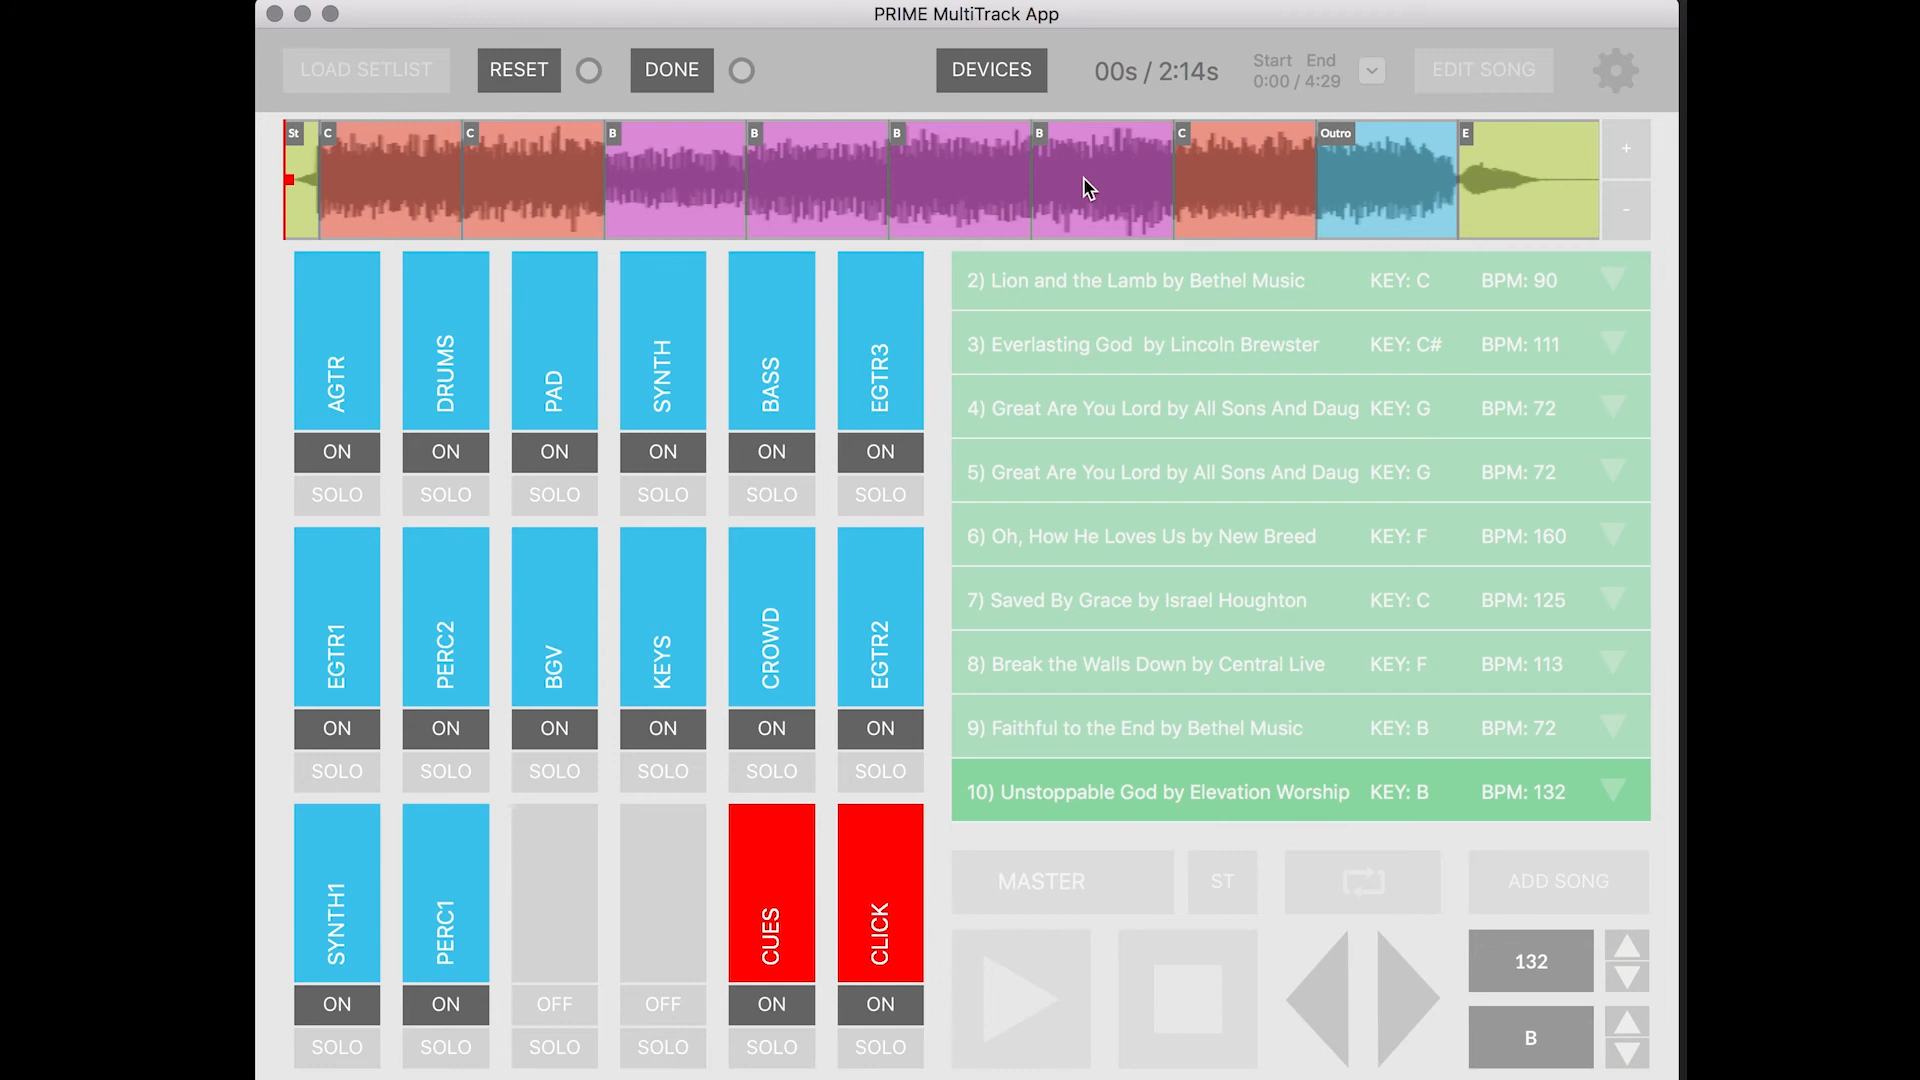 PRIME MultiTrack App
LOAD SETLIST RESET DONE DEVICES 00s / 2:14s Start End EDIT SONG
0:00 / 4:29
St C C B B B B C Outro E
+
-
AGTR DRUMS PAD SYNTH BASS EGTR3
ON ON ON ON ON ON
SOLO SOLO SOLO SOLO SOLO SOLO
EGTR1 PERC2 BGV KEYS CROWD EGTR2
ON ON ON ON ON ON
SOLO SOLO SOLO SOLO SOLO SOLO
SYNTH1 PERC1 CUES CLICK
ON ON OFF OFF ON ON
SOLO SOLO SOLO SOLO SOLO SOLO
2) Lion and the Lamb by Bethel Music KEY: C BPM: 90
3) Everlasting God by Lincoln Brewster KEY: C# BPM: 111
4) Great Are You Lord by All Sons And Daug KEY: G BPM: 72
5) Great Are You Lord by All Sons And Daug KEY: G BPM: 72
6) Oh, How He Loves Us by New Breed KEY: F BPM: 160
7) Saved By Grace by Israel Houghton KEY: C BPM: 125
8) Break the Walls Down by Central Live KEY: F BPM: 113
9) Faithful to the End by Bethel Music KEY: B BPM: 72
10) Unstoppable God by Elevation Worship KEY: B BPM: 132
MASTER ST ADD SONG
132
B